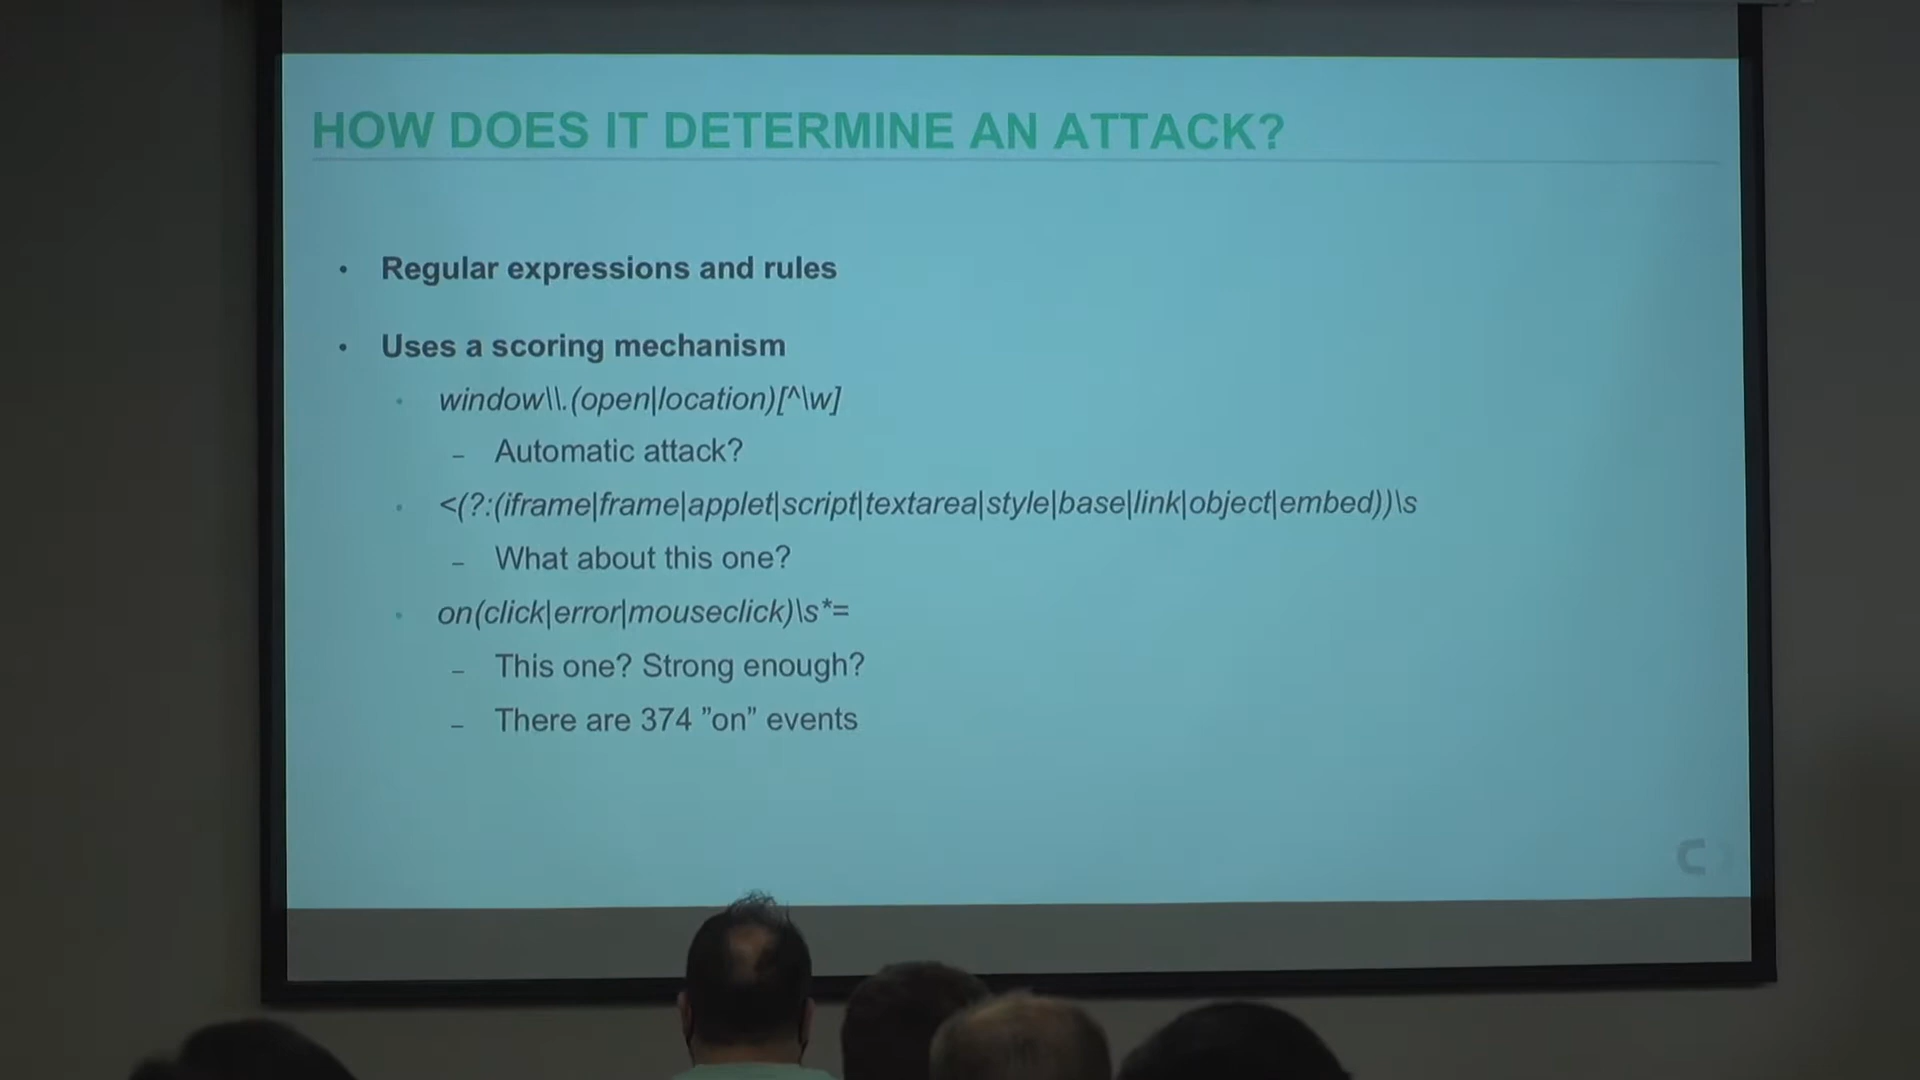 HOW DOES IT DETERMINE AN ATTACK?
• Regular expressions and rules
• Uses a scoring mechanism
• window\\.(open|location)[^\w]
– Automatic attack?
• <(?:(iframe|frame|applet|script|textarea|style|base|link|object|embed))\s
– What about this one?
• on(click|error|mouseclick)\s*=
– This one? Strong enough?
– There are 374 ”on” events